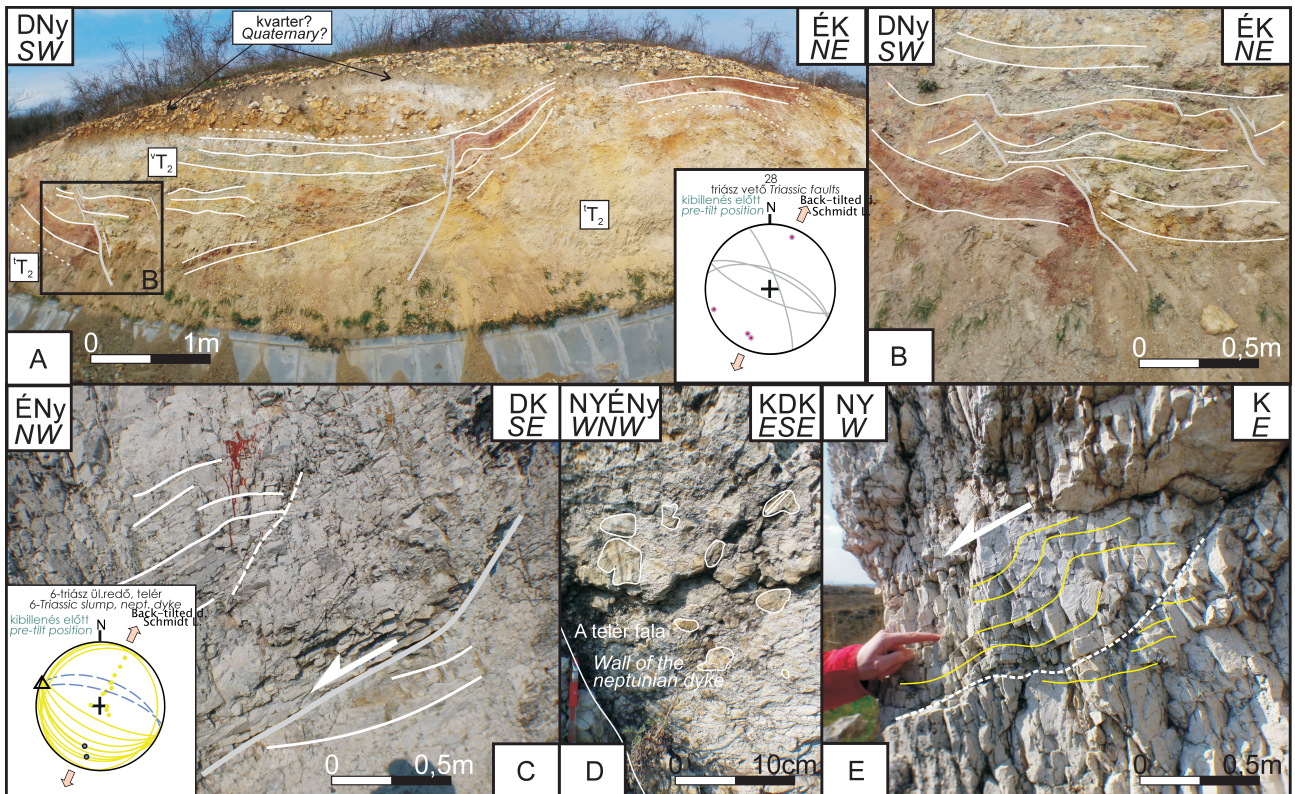 DNy
SW
kvarter?
Quaternary?
ÉK
NE
ᵛT₂
ᵗT₂
B
ᵗT₂
A
0 1m
28
triász vető Triassic faults
kibillenés előtt
pre-tilt position
Back-tilted d.
Schmidt L.
N
DNy
SW
ÉK
NE
B
0 0,5m
ÉNy
NW
DK
SE
6-triász ül.redő, telér
6-Triassic slump, nept. dyke
kibillenés előtt
pre-tilt position
Back-tilted d.
Schmidt L.
N
0 0,5m
C
NYÉNy
WNW
KDK
ESE
A telér fala
Wall of the
neptunian dyke
D
0 10cm
NY
W
K
E
E
0 0,5m